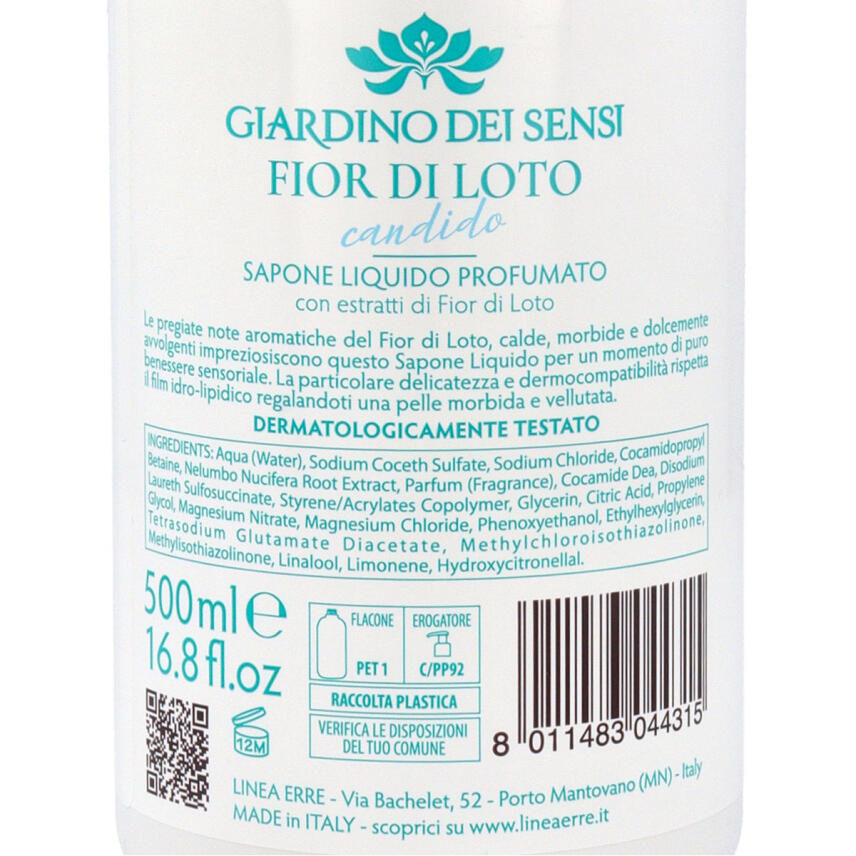 GIARDINO DEI SENSI
FIOR DI LOTO
candido
SAPONE LIQUIDO PROFUMATO
con estratti di Fior di Loto
Le pregiate note aromatiche del Fior di Loto, calde, morbide e dolcemente
avvolgenti impreziosiscono questo Sapone Liquido per un momento di puro
benessere sensoriale. La particolare delicatezza e dermocompatibilità rispetta
il film idro-lipidico regalandoti una pelle morbida e vellutata.
DERMATOLOGICAMENTE TESTATO
INGREDIENTS: Aqua (Water), Sodium Coceth Sulfate, Sodium Chloride, Cocamidopropyl
Betaine, Nelumbo Nucifera Root Extract, Parfum (Fragrance), Cocamide Dea, Disodium
Laureth Sulfosuccinate, Styrene/Acrylates Copolymer, Glycerin, Citric Acid, Propylene
Glycol, Magnesium Nitrate, Magnesium Chloride, Phenoxyethanol, Ethylhexylglycerin,
Tetrasodium Glutamate Diacetate, Methylchloroisothiazolinone,
Methylisothiazolinone, Linalool, Limonene, Hydroxycitronellal.
500ml e
16.8 fl.oz
FLACONE
PET 1
EROGATORE
C/PP92
RACCOLTA PLASTICA
VERIFICA LE DISPOSIZIONI
DEL TUO COMUNE
12M
8 011483 044315
LINEA ERRE - Via Bachelet, 52 - Porto Mantovano (MN) - Italy
MADE in ITALY - scoprici su www.lineaerre.it